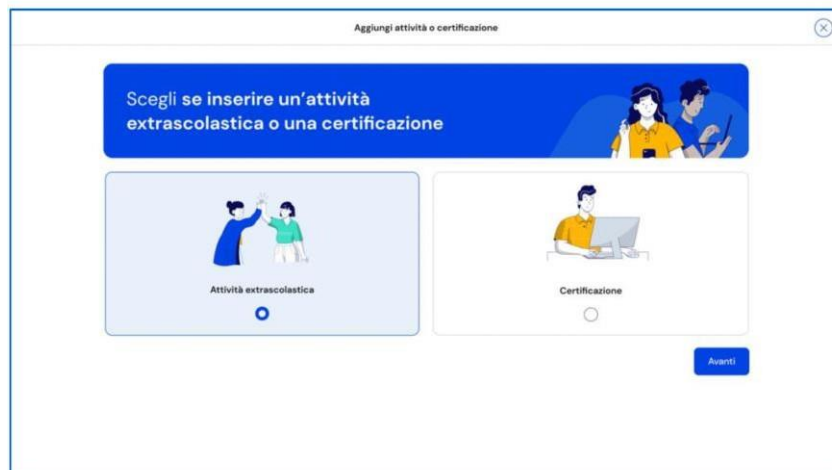 Aggiungi attività o certificazione
Scegli se inserire un'attività
extrascolastica o una certificazione
Attività extrascolastica
Certificazione
Avanti